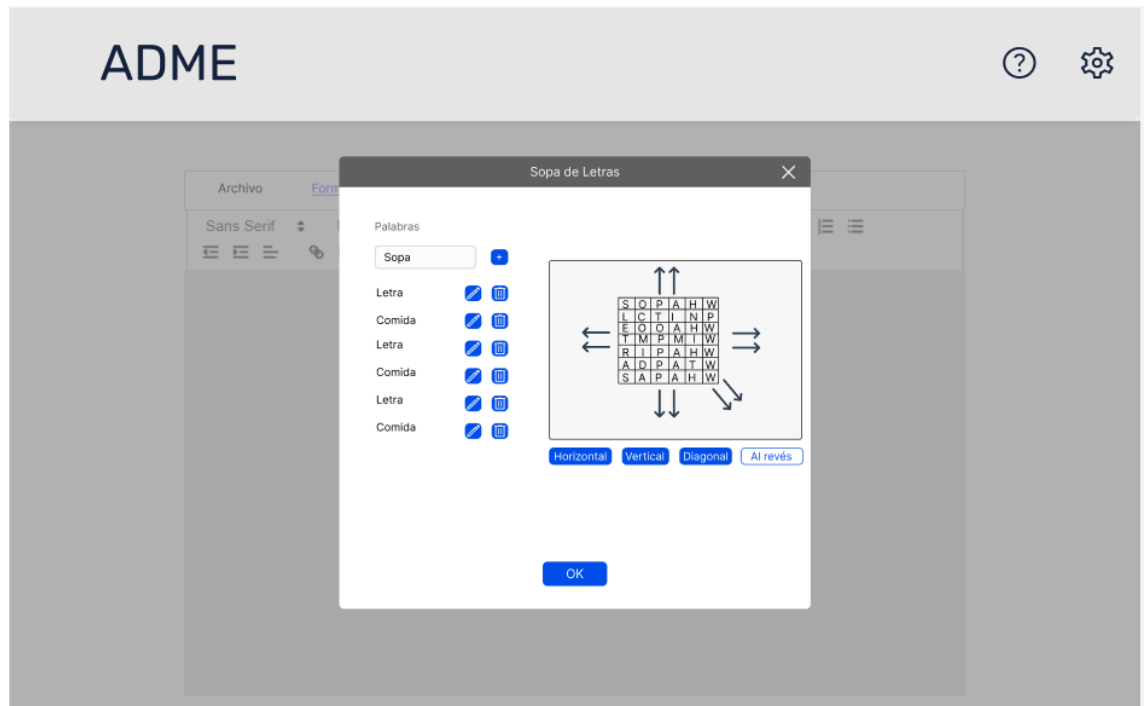 ADME
Sopa de Letras
Archivo
Form
Sans Serif
Palabras
Sopa
+
Letra
Comida
Letra
Comida
Letra
Comida
S O P A H W
L C T I N P
E O O A H W
T M P M I W
R I P A H W
A D P A T W
S A P A H W
Horizontal Vertical Diagonal Al revés
OK